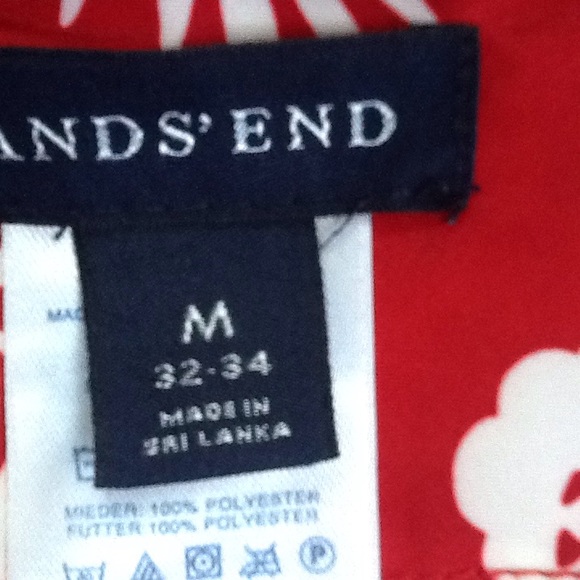 ANDS' END
M
32-34
MADE IN
SRI LANKA
MIEDER: 100% POLYESTER
FUTTER 100% POLYESTER
P